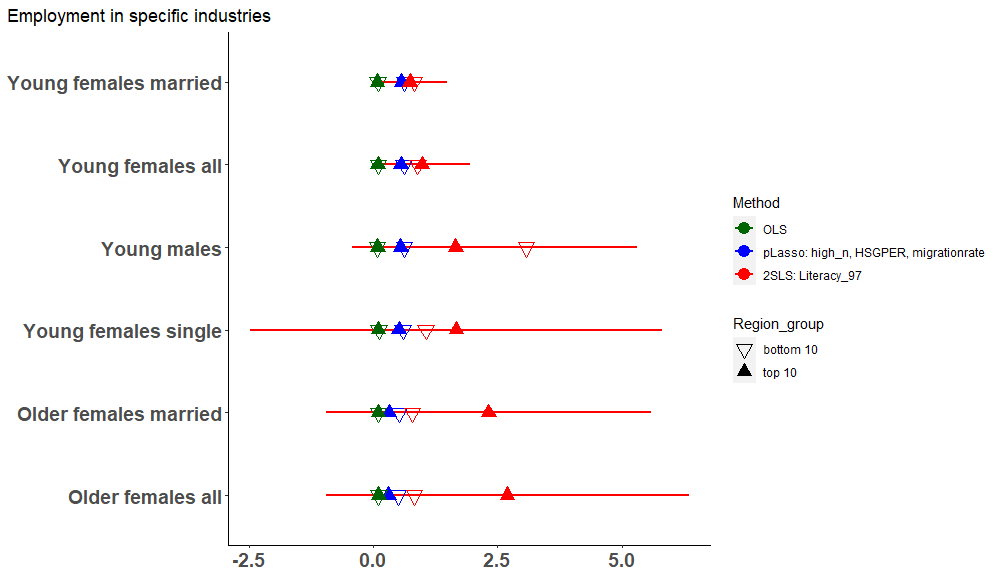 Employment in specific industries
Young females married
Young females all
Young males
Young females single
Older females married
Older females all
-2.5 0.0 2.5 5.0
Method
OLS
pLasso: high_n, HSGPER, migrationrate
2SLS: Literacy_97
Region_group
bottom 10
top 10